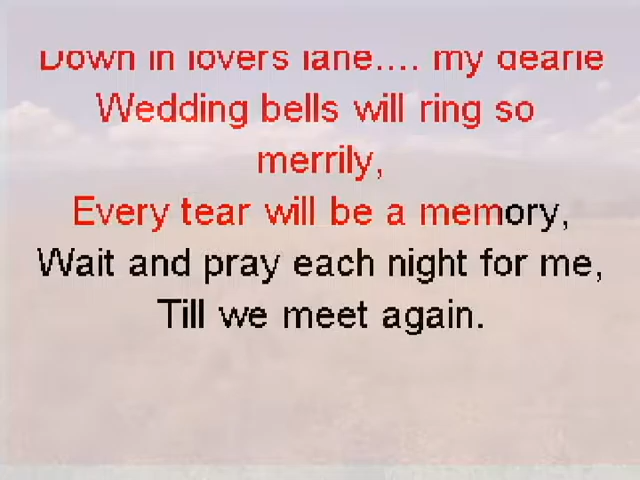 Down in lovers lane.... my dearie
Wedding bells will ring so
merrily,
Every tear will be a memory,
Wait and pray each night for me,
Till we meet again.